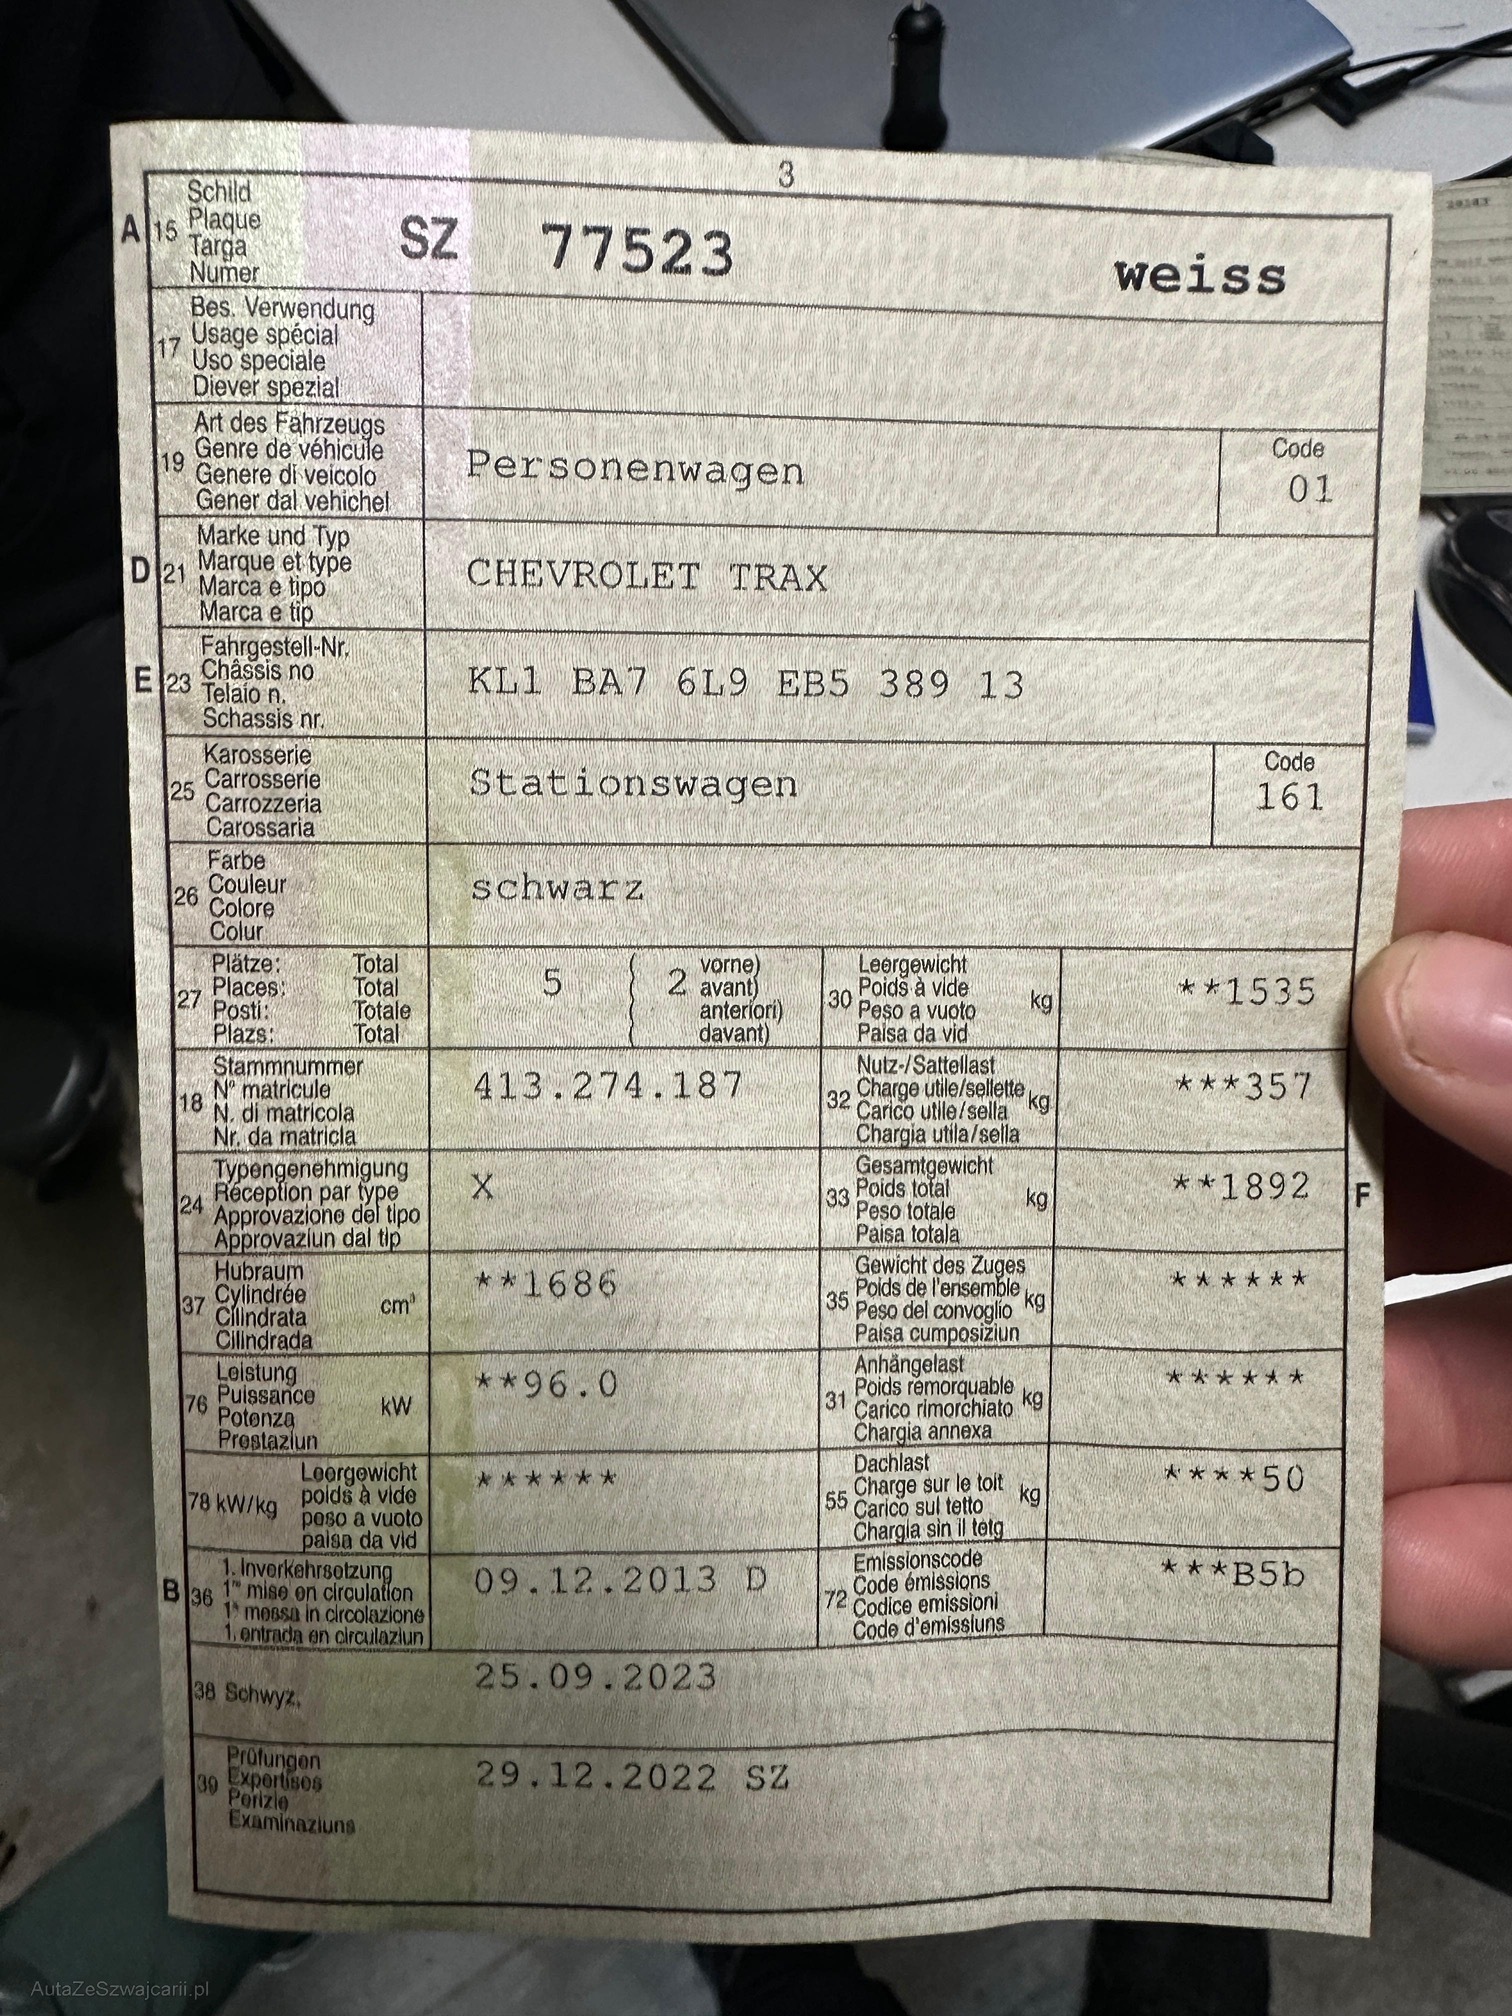 3
A 15 Schild
Plaque
Targa
Numer
SZ 77523 weiss
17 Bes. Verwendung
Usage spécial
Uso speciale
Diever spezial
19 Art des Fahrzeugs
Genre de véhicule
Genere di veicolo
Gener dal vehichel
Personenwagen
Code
01
D 21 Marke und Typ
Marque et type
Marca e tipo
Marca e tip
CHEVROLET TRAX
E 23 Fahrgestell-Nr.
Châssis no
Telaio n.
Schassis nr.
KL1 BA7 6L9 EB5 389 13
25 Karosserie
Carrosserie
Carrozzeria
Carossaria
Stationswagen
Code
161
26 Farbe
Couleur
Colore
Colur
schwarz
27 Plätze: Total
Places: Total
Posti: Totale
Plazs: Total
5 ( 2 vorne)
( avant)
( anteriori)
( davant)
30 Leergewicht
Poids à vide
Peso a vuoto
Paisa da vid
kg
**1535
18 Stammnummer
N° matricule
N. di matricola
Nr. da matricla
413.274.187
32 Nutz-/Sattellast
Charge utile/sellette
Carico utile/sella
Chargia utila/sella
kg
***357
24 Typengenehmigung
Réception par type
Approvazione del tipo
Approvaziun dal tip
X
33 Gesamtgewicht
Poids total
Peso totale
Paisa totala
kg
**1892
F
37 Hubraum
Cylindrée
Cilindrata
Cilindrada
cm³
**1686
35 Gewicht des Zuges
Poids de l'ensemble
Peso del convoglio
Paisa cumposiziun
kg
******
76 Leistung
Puissance
Potenza
Prestaziun
kW
**96.0
31 Anhängelast
Poids remorquable
Carico rimorchiato
Chargia annexa
kg
******
78 kW/kg Leergewicht
poids à vide
peso a vuoto
paisa da vid
******
55 Dachlast
Charge sur le toit
Carico sul tetto
Chargia sin il tetg
kg
****50
B 36 1. Inverkehrsetzung
1re mise en circulation
1a messa in circolazione
1. entrada en circulaziun
09.12.2013 D
72 Emissionscode
Code émissions
Codice emissioni
Code d'emissiuns
***B5b
38 Schwyz,
25.09.2023
39 Prüfungen
Expertises
Perizie
Examinaziuns
29.12.2022 SZ
AutaZeSzwajcarii.pl